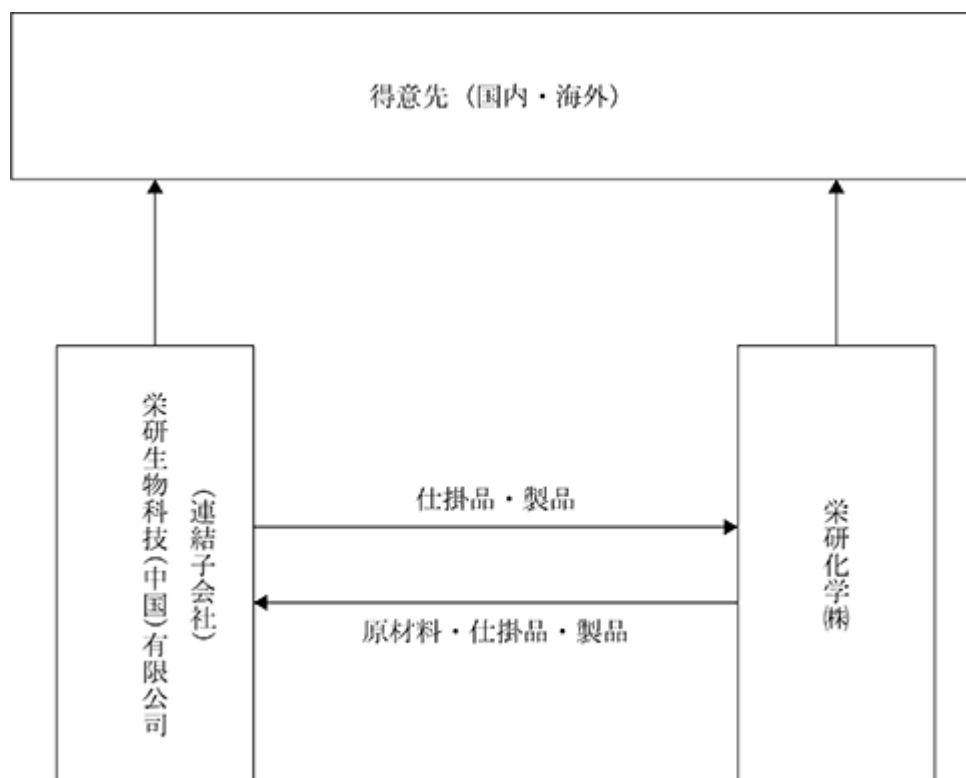 得意先（国内・海外）
（連結子会社）
栄研生物科技（中国）有限公司
仕掛品・製品
原材料・仕掛品・製品
栄研化学㈱